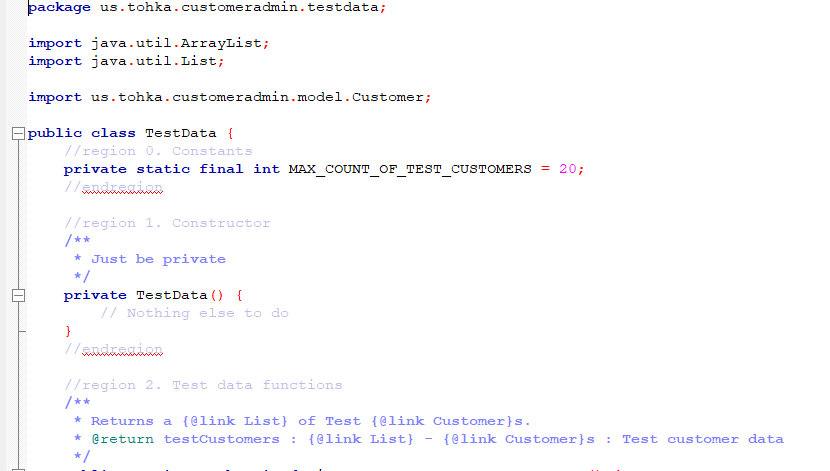 package us.tohka.customeradmin.testdata;
import java.util.ArrayList;
import java.util.List;
import us.tohka.customeradmin.model.Customer;
public class TestData {
//region 0. Constants
private static final int MAX_COUNT_OF_TEST_CUSTOMERS = 20;
//endregion
//region 1. Constructor
/**
* Just be private
*/
private TestData() {
// Nothing else to do
}
//endregion
//region 2. Test data functions
/**
* Returns a {@link List} of Test {@link Customer}s.
* @return testCustomers : {@link List} - {@link Customer}s : Test customer data
*/